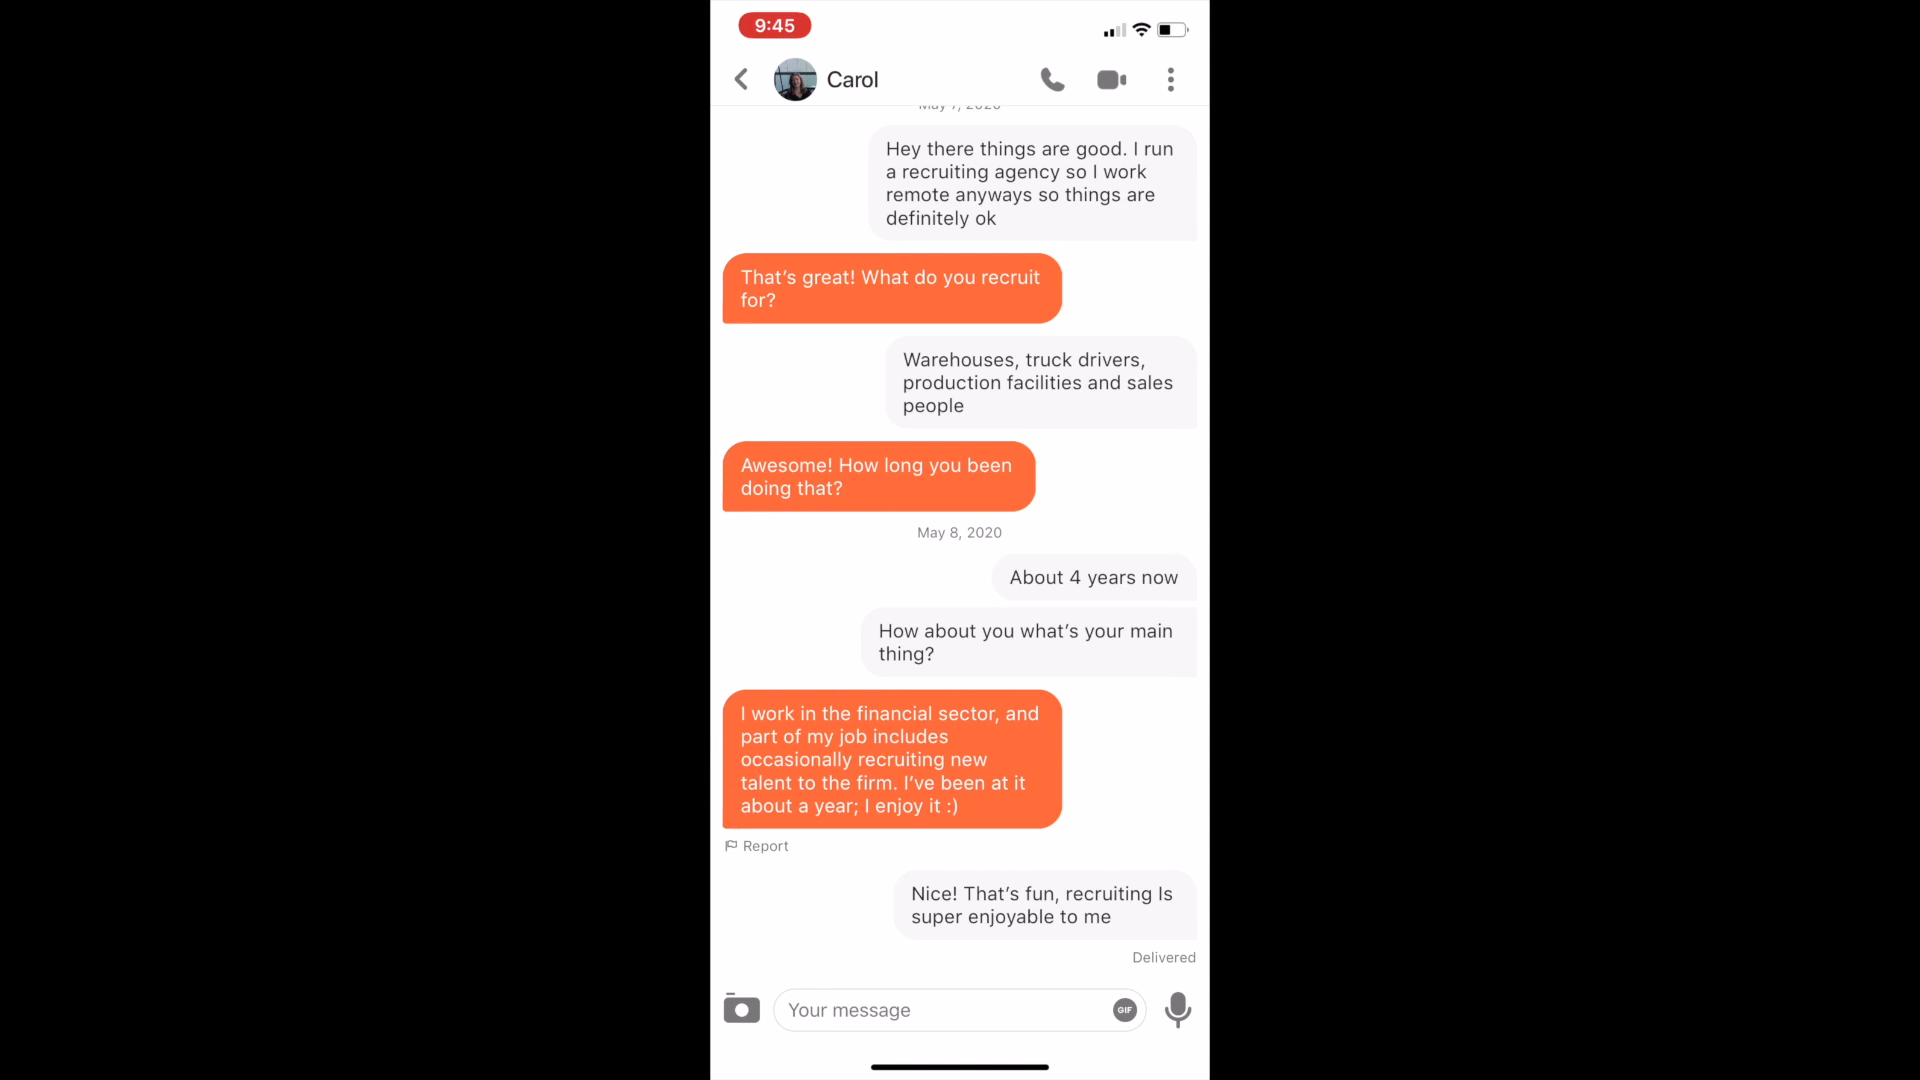 9:45
Carol
May 7, 2020
Hey there things are good. I run
a recruiting agency so I work
remote anyways so things are
definitely ok
That’s great! What do you recruit
for?
Warehouses, truck drivers,
production facilities and sales
people
Awesome! How long you been
doing that?
May 8, 2020
About 4 years now
How about you what’s your main
thing?
I work in the financial sector, and
part of my job includes
occasionally recruiting new
talent to the firm. I’ve been at it
about a year; I enjoy it :)
Report
Nice! That’s fun, recruiting Is
super enjoyable to me
Delivered
Your message
GIF